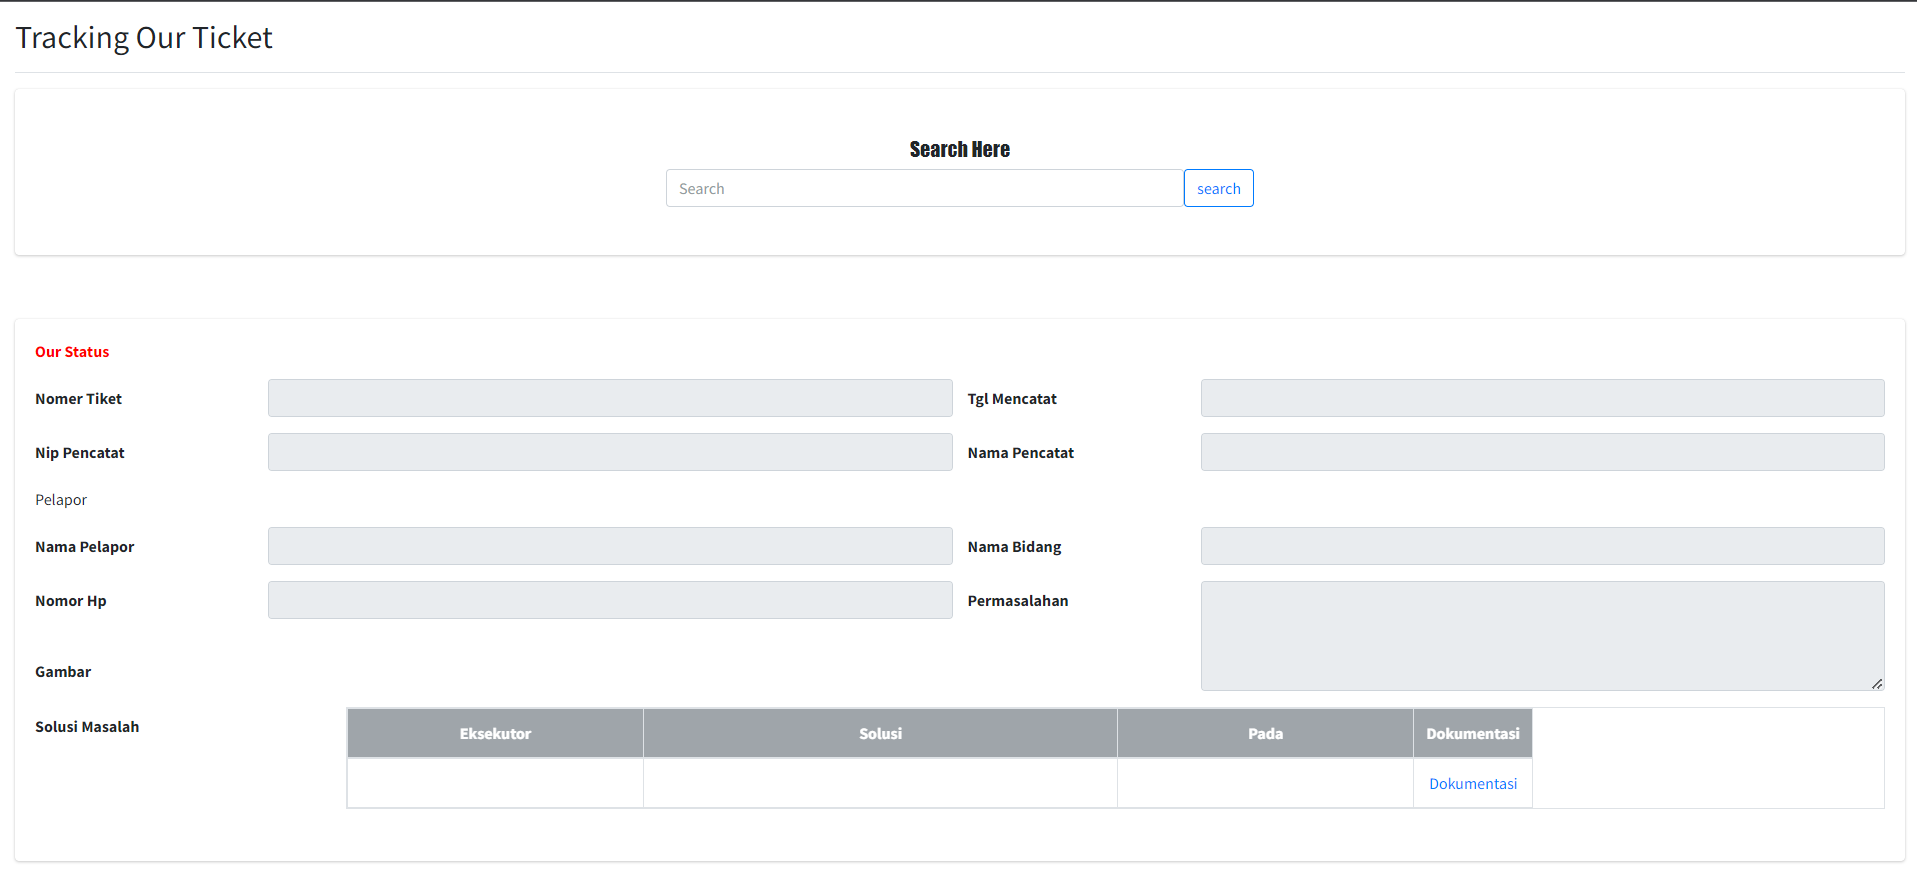 Tracking Our Ticket
Search Here
Search search
Our Status
Nomer Tiket Tgl Mencatat
Nip Pencatat Nama Pencatat
Pelapor
Nama Pelapor Nama Bidang
Nomor Hp Permasalahan
Gambar
Solusi Masalah
Eksekutor Solusi Pada Dokumentasi
Dokumentasi